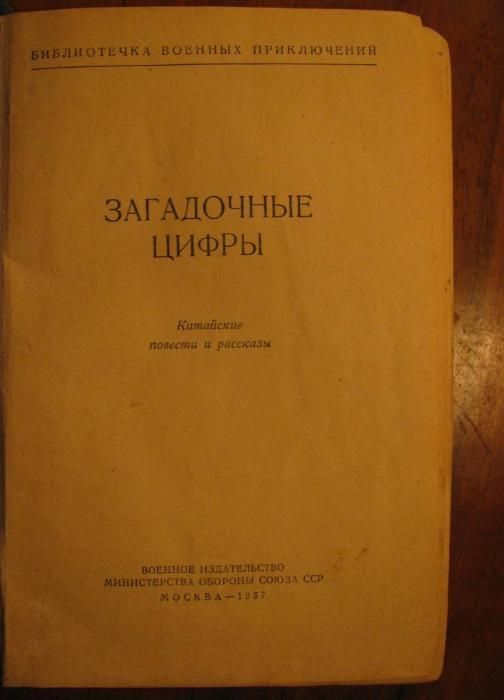 БИБЛИОТЕЧКА ВОЕННЫХ ПРИКЛЮЧЕНИЙ
ЗАГАДОЧНЫЕ
ЦИФРЫ
Китайские
повести и рассказы
ВОЕННОЕ ИЗДАТЕЛЬСТВО
МИНИСТЕРСТВА ОБОРОНЫ СОЮЗА ССР
МОСКВА—1957